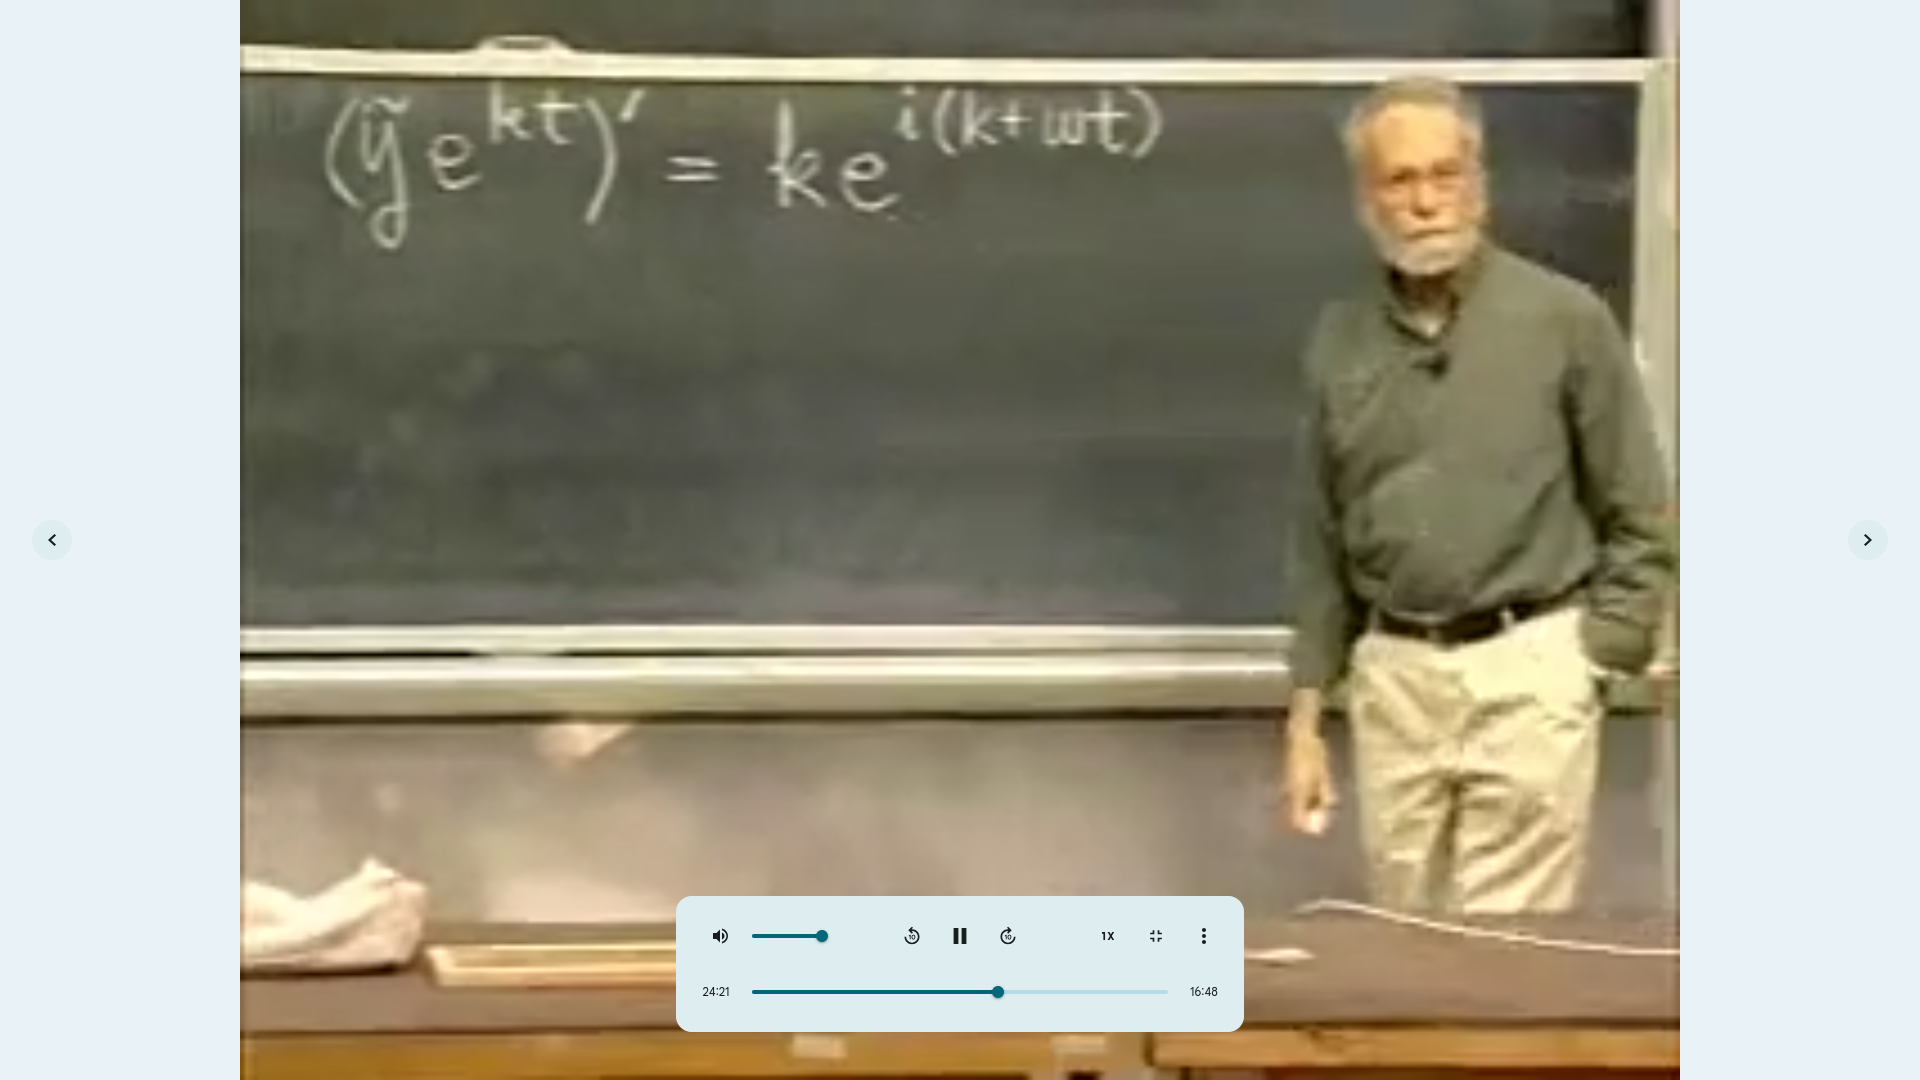 (ỹe^{kt})' = ke^{i(k+ωt)}
1X
24:21
16:48